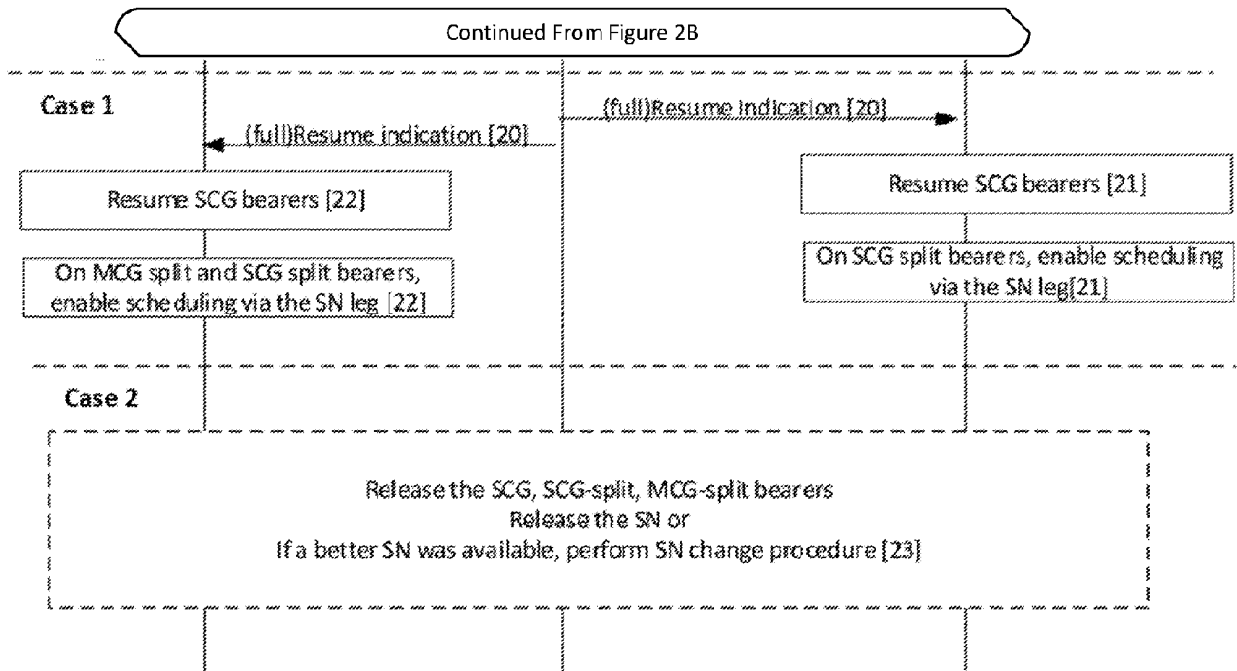 Continued From Figure 2B
Case 1
(full)Resume indication [20]
(full)Resume indication [20]
Resume SCG bearers [22]
Resume SCG bearers [21]
On MCG split and SCG split bearers,
enable scheduling via the SN leg [22]
On SCG split bearers, enable scheduling
via the SN leg[21]
Case 2
Release the SCG, SCG-split, MCG-split bearers
Release the SN or
If a better SN was available, perform SN change procedure [23]